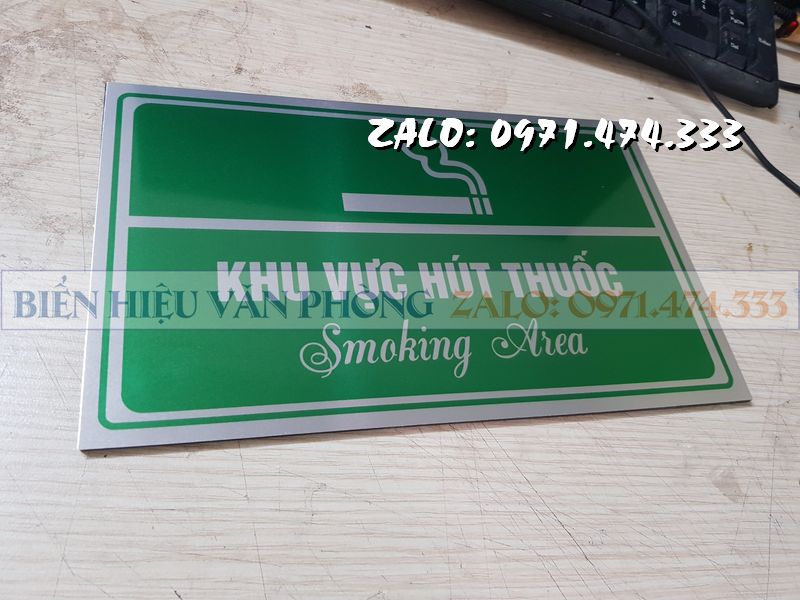 ZALO: 0971.474.333
KHU VỰC HÚT THUỐC
BIỂN HIỆU VĂN PHÒNG ZALO: 0971.474.333
Smoking Area